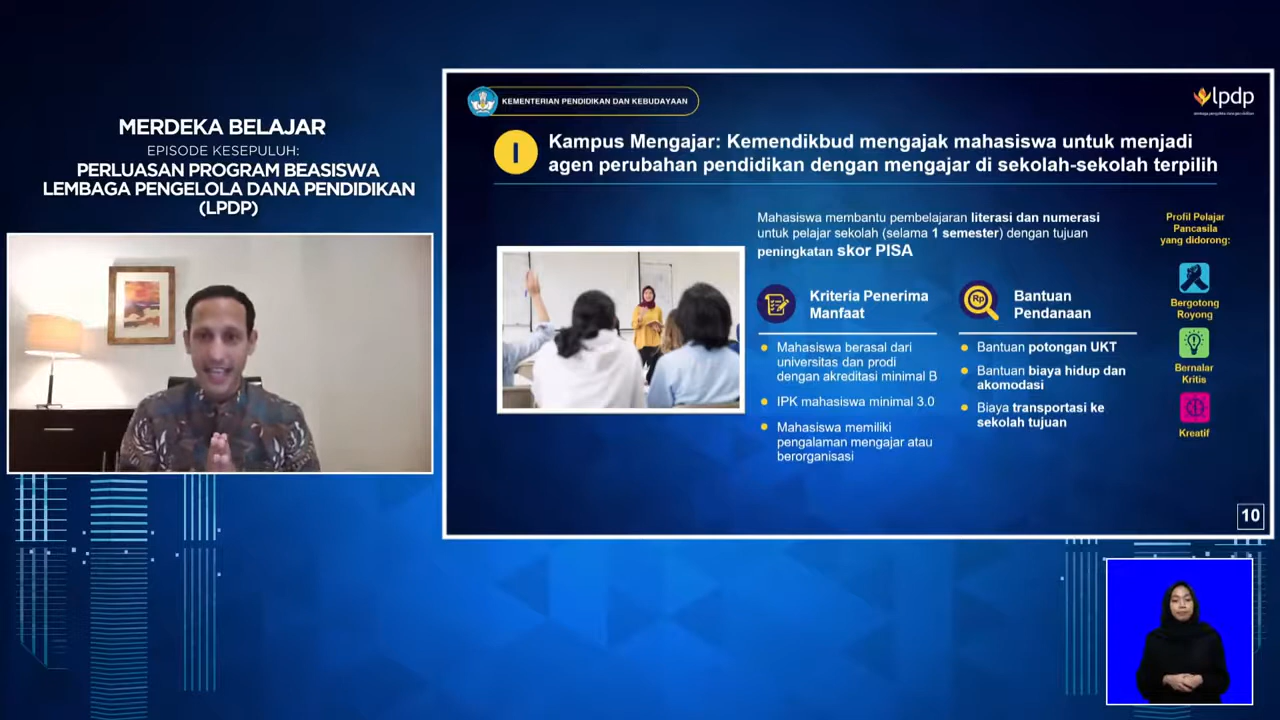 MERDEKA BELAJAR
EPISODE KESEPULUH:
PERLUASAN PROGRAM BEASISWA
LEMBAGA PENGELOLA DANA PENDIDIKAN
(LPDP)
KEMENTERIAN PENDIDIKAN DAN KEBUDAYAAN
lpdp
lembaga pengelola dana pendidikan
I
Kampus Mengajar: Kemendikbud mengajak mahasiswa untuk menjadi
agen perubahan pendidikan dengan mengajar di sekolah-sekolah terpilih
Mahasiswa membantu pembelajaran literasi dan numerasi
untuk pelajar sekolah (selama 1 semester) dengan tujuan
peningkatan skor PISA
Kriteria Penerima
Manfaat
Mahasiswa berasal dari
universitas dan prodi
dengan akreditasi minimal B
IPK mahasiswa minimal 3.0
Mahasiswa memiliki
pengalaman mengajar atau
berorganisasi
Rp
Bantuan
Pendanaan
Bantuan potongan UKT
Bantuan biaya hidup dan
akomodasi
Biaya transportasi ke
sekolah tujuan
Profil Pelajar
Pancasila
yang didorong:
Bergotong
Royong
Bernalar
Kritis
Kreatif
10